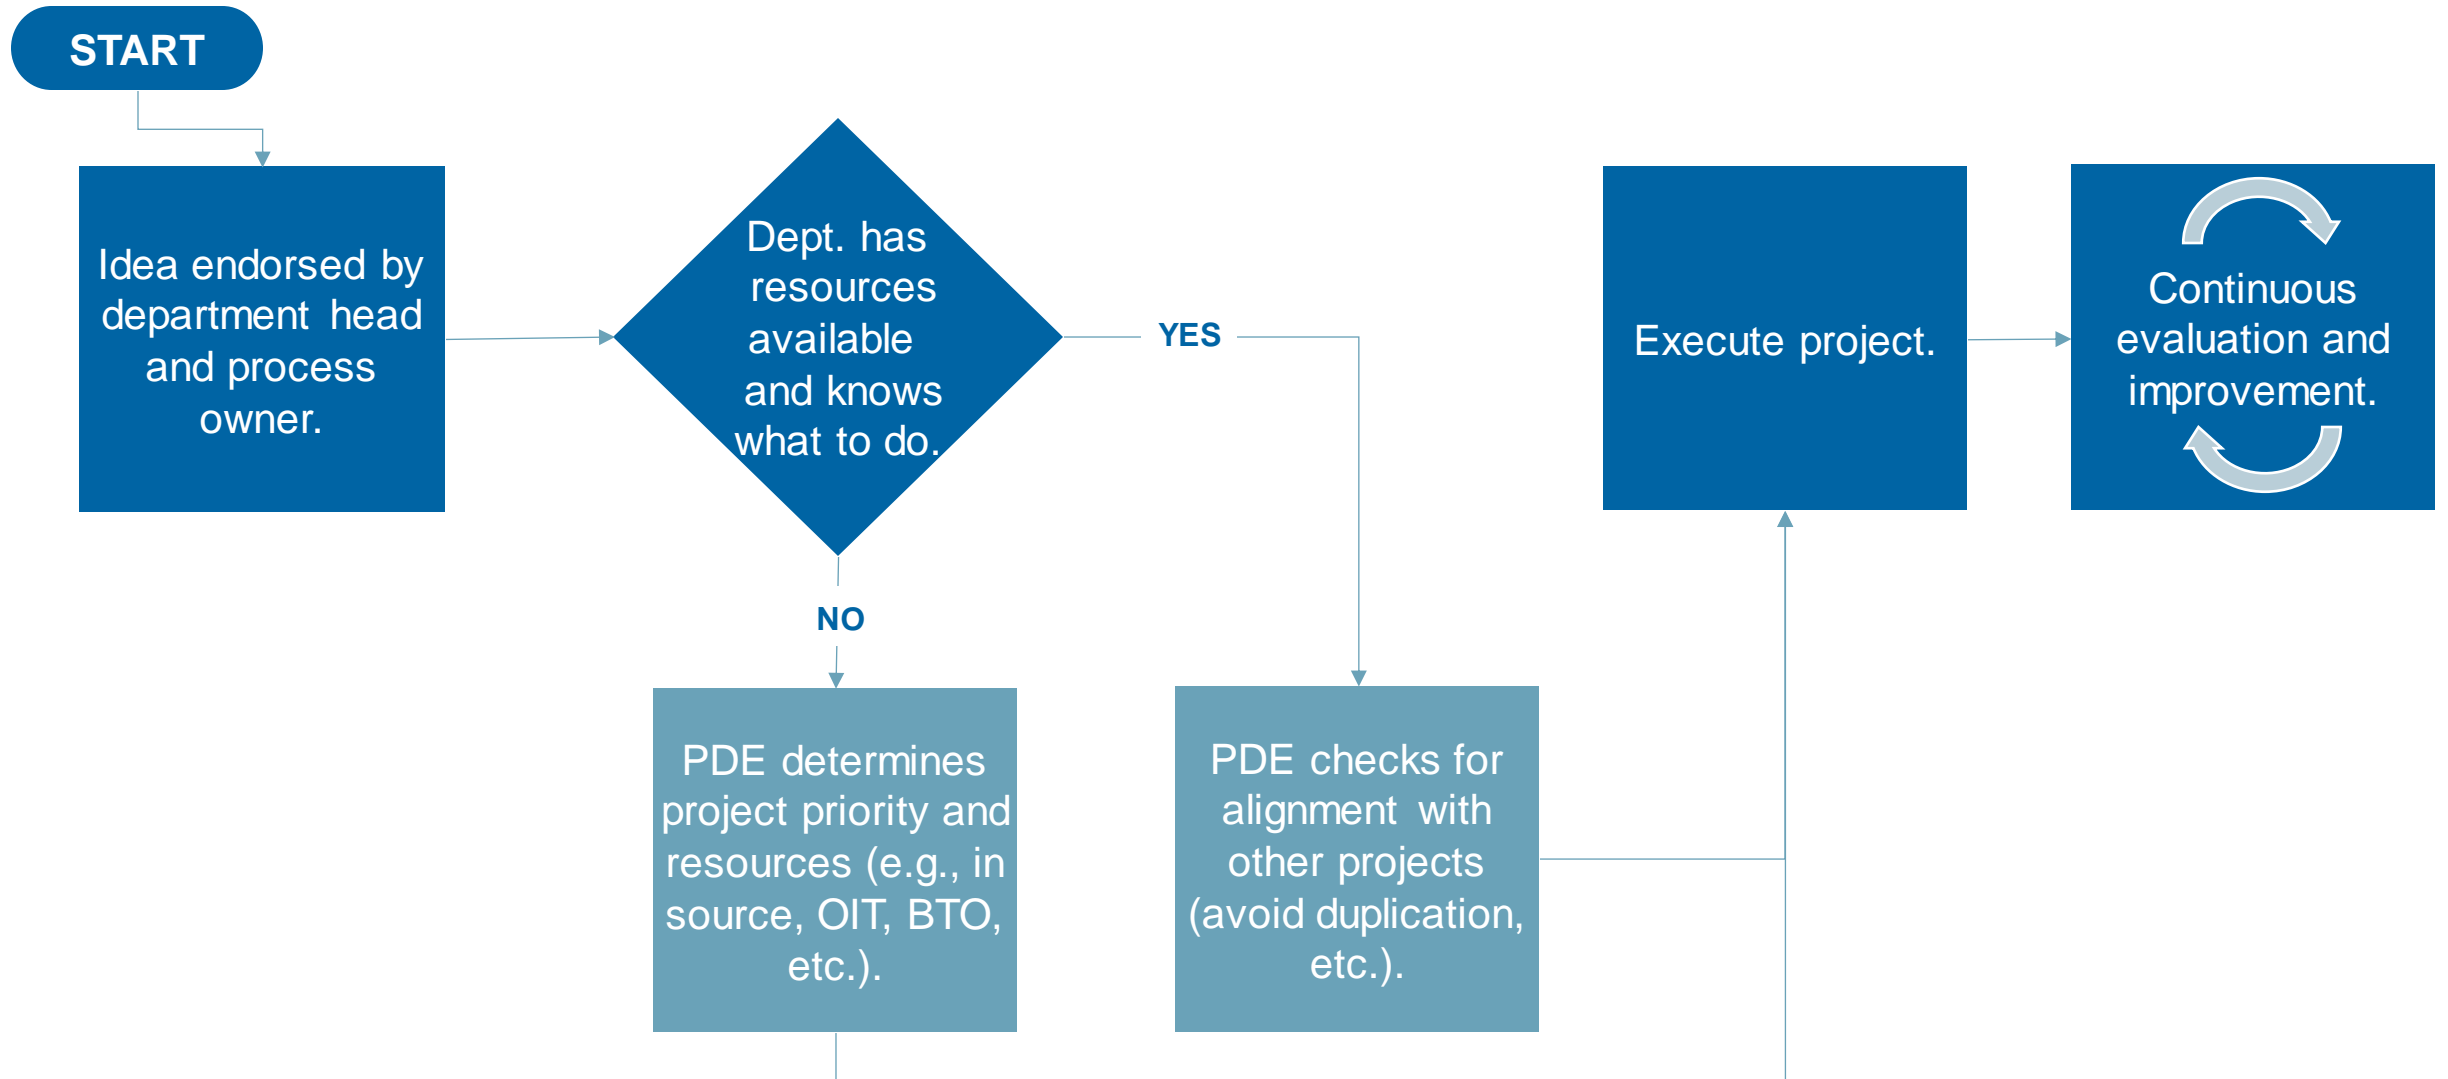 START
Idea endorsed by
department head
and process
owner.
Dept. has
resources
available
and knows
what to do.
YES
NO
PDE determines
project priority and
resources (e.g., in
source, OIT, BTO,
etc.).
PDE checks for
alignment with
other projects
(avoid duplication,
etc.).
Execute project.
Continuous
evaluation and
improvement.